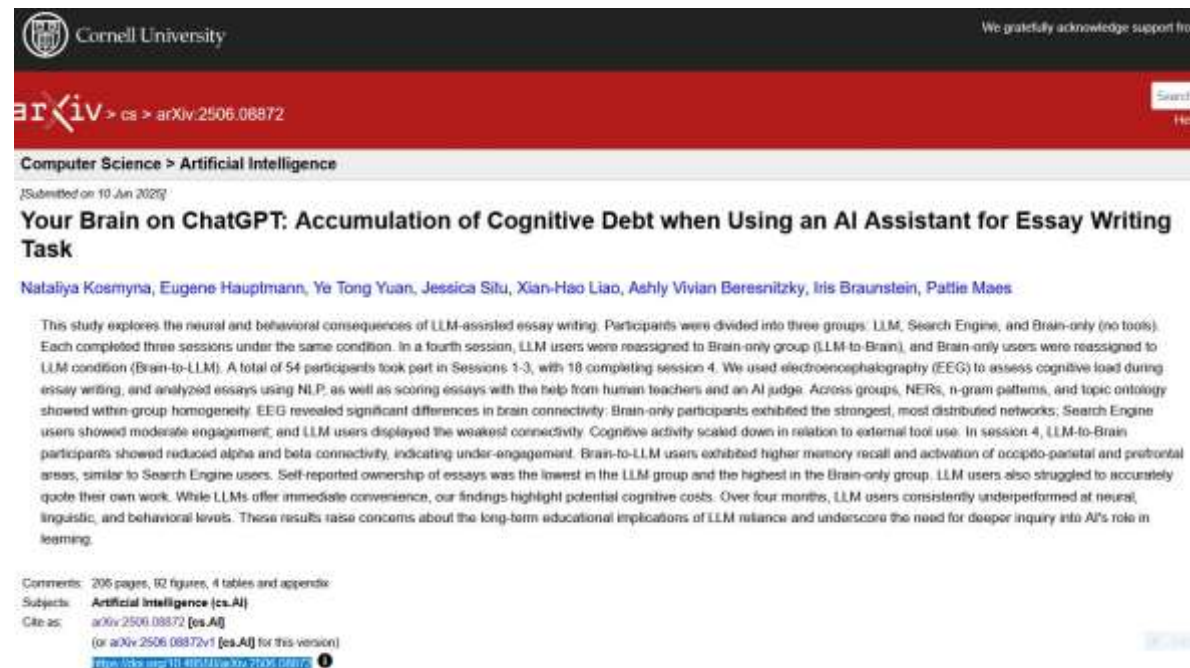 Cornell University
We gratefully acknowledge support fro
arXiv > cs > arXiv:2506.08872
Search
He
Computer Science > Artificial Intelligence
[Submitted on 10 Jun 2025]
Your Brain on ChatGPT: Accumulation of Cognitive Debt when Using an AI Assistant for Essay Writing
Task
Nataliya Kosmyna, Eugene Hauptmann, Ye Tong Yuan, Jessica Situ, Xian-Hao Liao, Ashly Vivian Beresnitzky, Iris Braunstein, Pattie Maes
This study explores the neural and behavioral consequences of LLM-assisted essay writing. Participants were divided into three groups: LLM, Search Engine, and Brain-only (no tools).
Each completed three sessions under the same condition. In a fourth session, LLM users were reassigned to Brain-only group (LLM-to-Brain), and Brain-only users were reassigned to
LLM condition (Brain-to-LLM). A total of 54 participants took part in Sessions 1-3, with 18 completing session 4. We used electroencephalography (EEG) to assess cognitive load during
essay writing, and analyzed essays using NLP, as well as scoring essays with the help from human teachers and an AI judge. Across groups, NERs, n-gram patterns, and topic ontology
showed within-group homogeneity. EEG revealed significant differences in brain connectivity: Brain-only participants exhibited the strongest, most distributed networks; Search Engine
users showed moderate engagement; and LLM users displayed the weakest connectivity. Cognitive activity scaled down in relation to external tool use. In session 4, LLM-to-Brain
participants showed reduced alpha and beta connectivity, indicating under-engagement. Brain-to-LLM users exhibited higher memory recall and activation of occipito-parietal and prefrontal
areas, similar to Search Engine users. Self-reported ownership of essays was the lowest in the LLM group and the highest in the Brain-only group. LLM users also struggled to accurately
quote their own work. While LLMs offer immediate convenience, our findings highlight potential cognitive costs. Over four months, LLM users consistently underperformed at neural,
linguistic, and behavioral levels. These results raise concerns about the long-term educational implications of LLM reliance and underscore the need for deeper inquiry into AI's role in
learning.
Comments: 206 pages, 92 figures, 4 tables and appendix
Subjects: Artificial Intelligence (cs.AI)
Cite as: arXiv:2506.08872 [cs.AI]
(or arXiv:2506.08872v1 [cs.AI] for this version)
https://doi.org/10.48550/arXiv.2506.08872